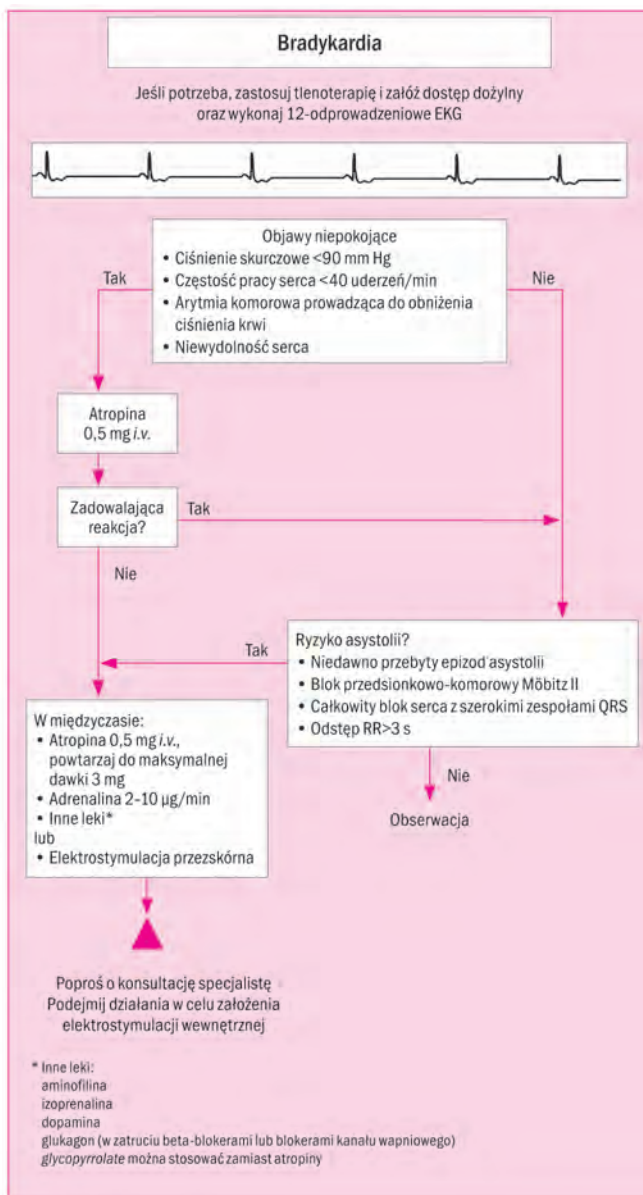 Bradykardia
Jeśli potrzeba, zastosuj tlenoterapię i załóż dostęp dożylny
oraz wykonaj 12-odprowadzeniowe EKG
Objawy niepokojące
• Ciśnienie skurczowe <90 mm Hg
• Częstość pracy serca <40 uderzeń/min
• Arytmia komorowa prowadząca do obniżenia
ciśnienia krwi
• Niewydolność serca
Tak
Nie
Atropina
0,5 mg i.v.
Zadowalająca
reakcja?
Tak
Nie
Ryzyko asystolii?
• Niedawno przebyty epizod asystolii
• Blok przedsionkowo-komorowy Möbitz II
• Całkowity blok serca z szerokimi zespołami QRS
• Odstęp RR>3 s
Tak
Nie
Obserwacja
W międzyczasie:
• Atropina 0,5 mg i.v.,
powtarzaj do maksymalnej
dawki 3 mg
• Adrenalina 2-10 µg/min
• Inne leki*
lub
• Elektrostymulacja przezskórna
Poproś o konsultację specjalistę
Podejmij działania w celu założenia
elektrostymulacji wewnętrznej
* Inne leki:
aminofilina
izoprenalina
dopamina
glukagon (w zatruciu beta-blokerami lub blokerami kanału wapniowego)
glycopyrrolate można stosować zamiast atropiny